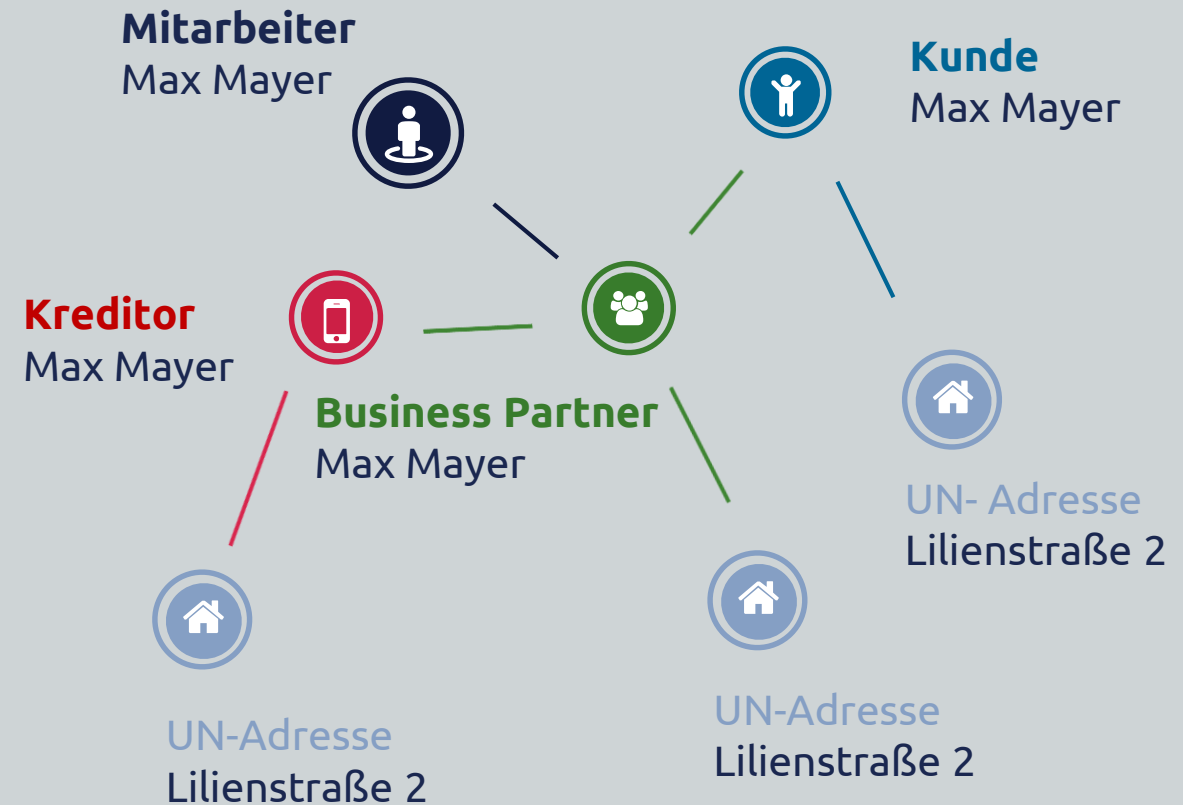 Mitarbeiter
Max Mayer
Kunde
Max Mayer
Kreditor
Max Mayer
Business Partner
Max Mayer
UN- Adresse
Lilienstraße 2
UN-Adresse
Lilienstraße 2
UN-Adresse
Lilienstraße 2